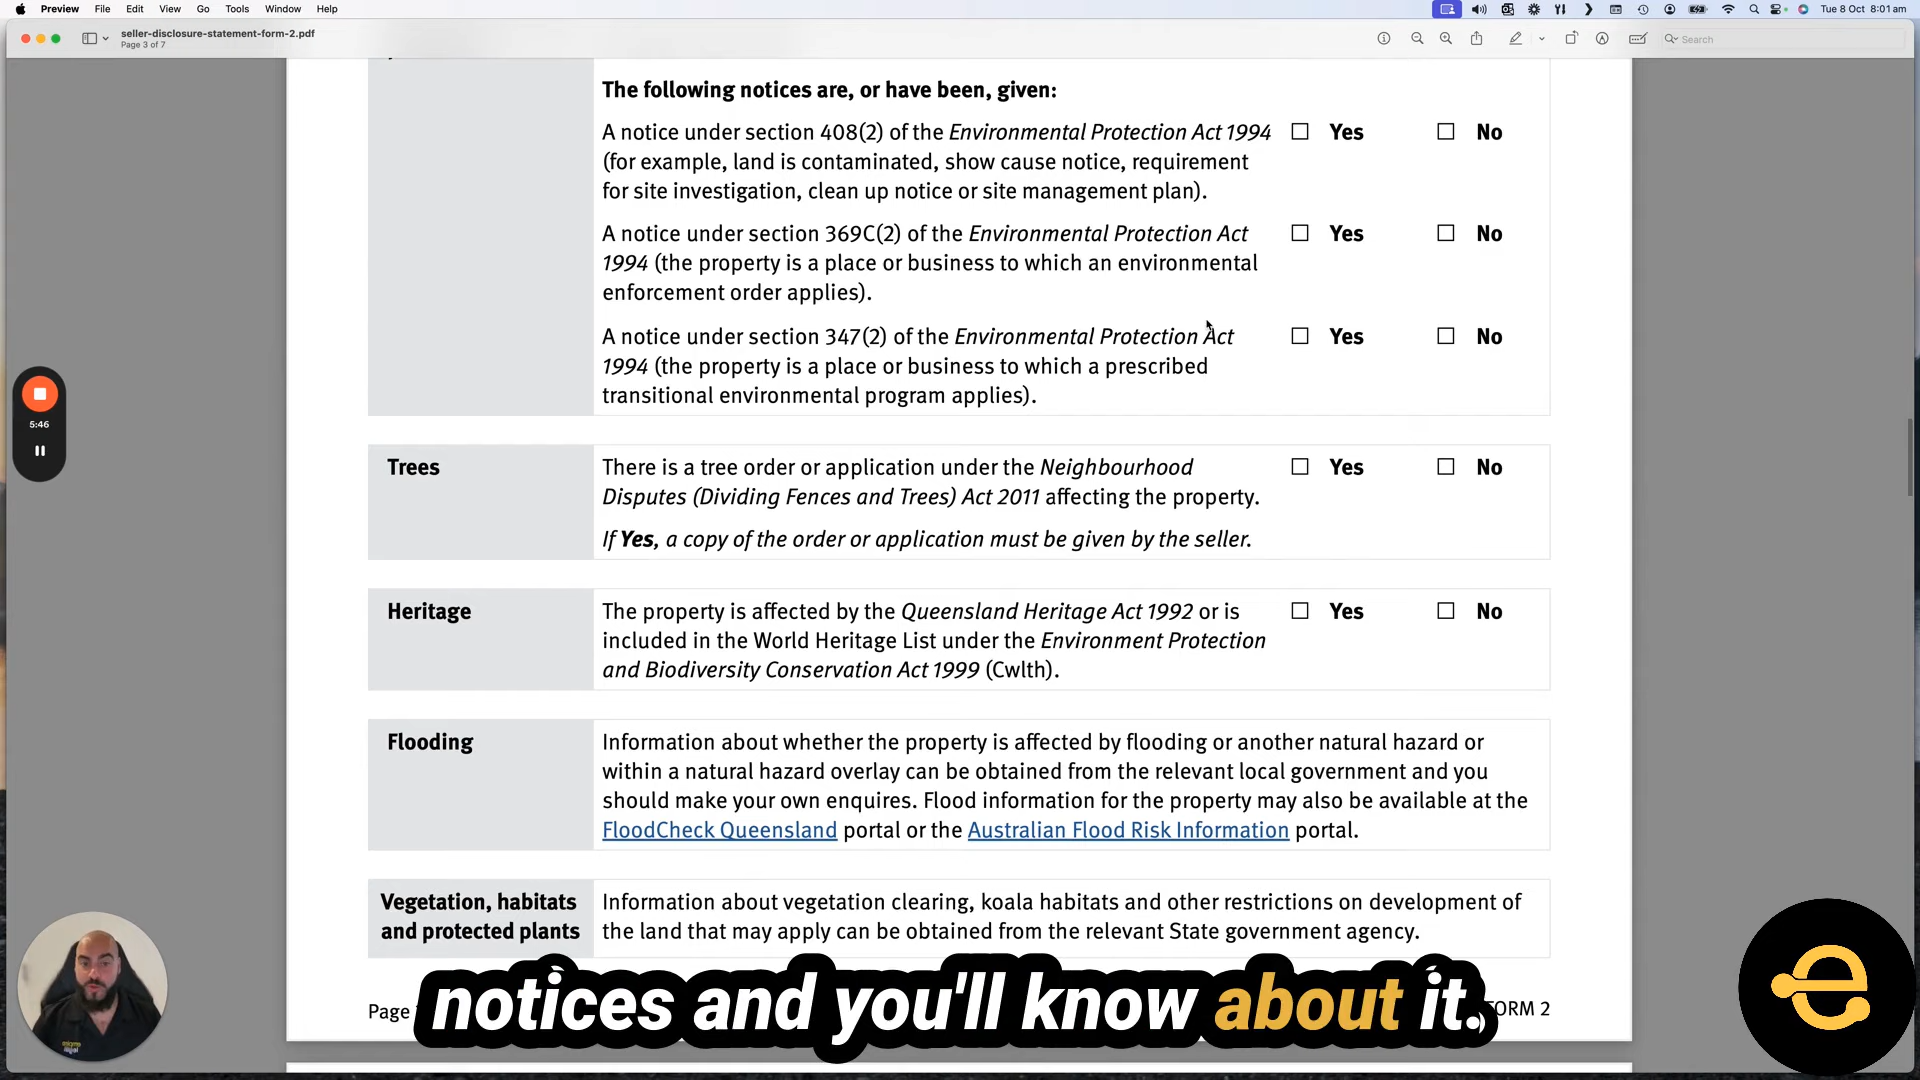 Preview File Edit View Go Tools Window Help
Tue 8 Oct 8:01 am
seller-disclosure-statement-form-2.pdf
Page 3 of 7
Search
The following notices are, or have been, given:
A notice under section 408(2) of the Environmental Protection Act 1994 Yes No
(for example, land is contaminated, show cause notice, requirement
for site investigation, clean up notice or site management plan).
A notice under section 369C(2) of the Environmental Protection Act Yes No
1994 (the property is a place or business to which an environmental
enforcement order applies).
A notice under section 347(2) of the Environmental Protection Act Yes No
1994 (the property is a place or business to which a prescribed
transitional environmental program applies).
5:46
Trees
There is a tree order or application under the Neighbourhood Yes No
Disputes (Dividing Fences and Trees) Act 2011 affecting the property.
If Yes, a copy of the order or application must be given by the seller.
Heritage
The property is affected by the Queensland Heritage Act 1992 or is Yes No
included in the World Heritage List under the Environment Protection
and Biodiversity Conservation Act 1999 (Cwlth).
Flooding
Information about whether the property is affected by flooding or another natural hazard or
within a natural hazard overlay can be obtained from the relevant local government and you
should make your own enquires. Flood information for the property may also be available at the
FloodCheck Queensland portal or the Australian Flood Risk Information portal.
Vegetation, habitats
and protected plants
Information about vegetation clearing, koala habitats and other restrictions on development of
the land that may apply can be obtained from the relevant State government agency.
notices and you'll know about it.
Page
ORM 2
e